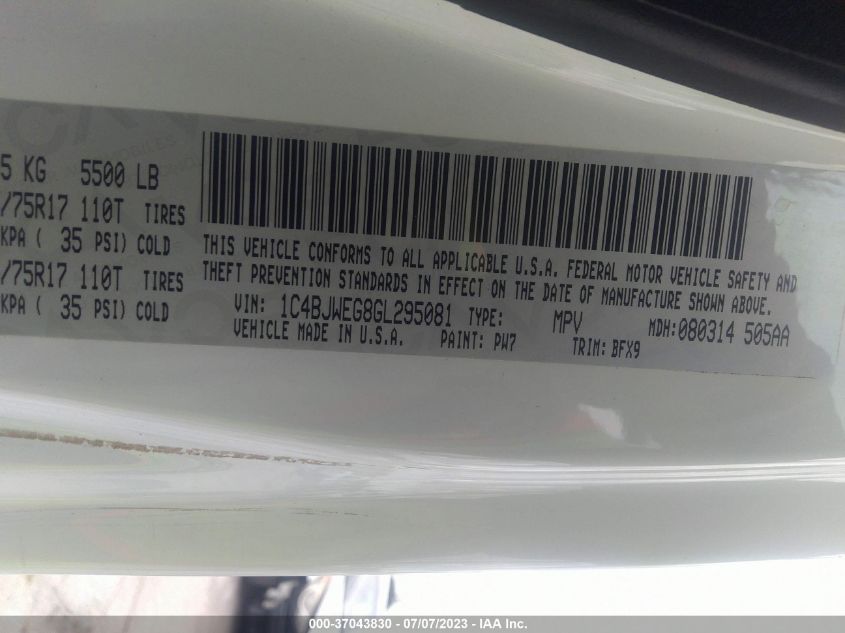 5 KG 5500 LB
/75R17 110T TIRES
KPA ( 35 PSI) COLD
/75R17 110T TIRES
KPA ( 35 PSI) COLD
THIS VEHICLE CONFORMS TO ALL APPLICABLE U.S.A. FEDERAL MOTOR VEHICLE SAFETY AND
THEFT PREVENTION STANDARDS IN EFFECT ON THE DATE OF MANUFACTURE SHOWN ABOVE.
VIN: 1C4BJWEG8GL295081 TYPE: MPV MDH:080314 505AA
VEHICLE MADE IN U.S.A. PAINT: PW7 TRIM: BFX9
000-37043830 - 07/07/2023 - IAA Inc.